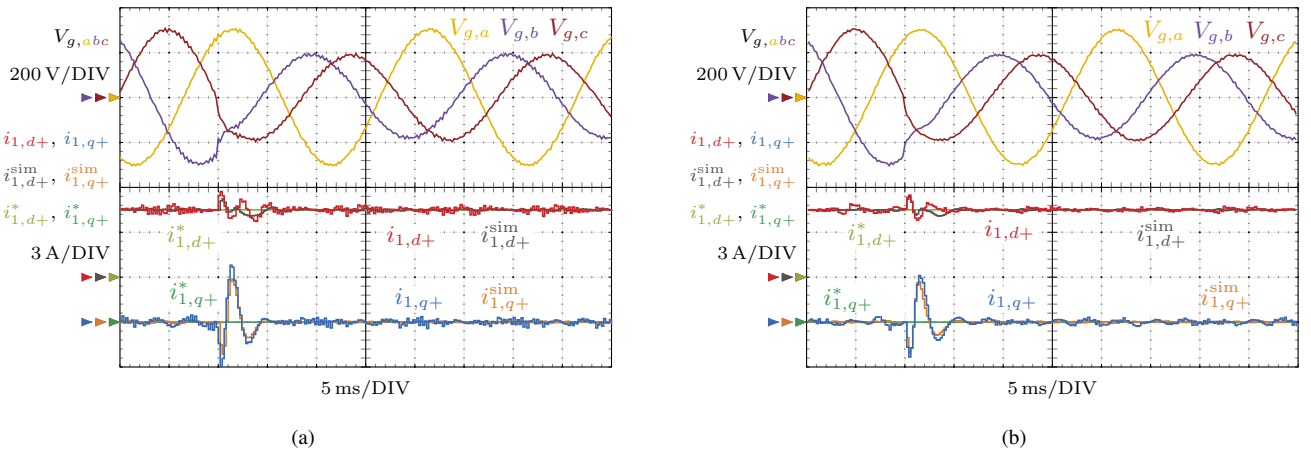 V_{g,abc}
200 V/DIV
i_{1,d+}, i_{1,q+}
i^{sim}_{1,d+}, i^{sim}_{1,q+}
i^*_{1,d+}, i^*_{1,q+}
3 A/DIV
V_{g,a} V_{g,b} V_{g,c}
i^*_{1,d+} i_{1,d+} i^{sim}_{1,d+}
i^*_{1,q+} i_{1,q+} i^{sim}_{1,q+}
5 ms/DIV
(a)
V_{g,abc}
200 V/DIV
i_{1,d+}, i_{1,q+}
i^{sim}_{1,d+}, i^{sim}_{1,q+}
i^*_{1,d+}, i^*_{1,q+}
3 A/DIV
V_{g,a} V_{g,b} V_{g,c}
i^*_{1,d+} i_{1,d+} i^{sim}_{1,d+}
i^*_{1,q+} i_{1,q+} i^{sim}_{1,q+}
5 ms/DIV
(b)